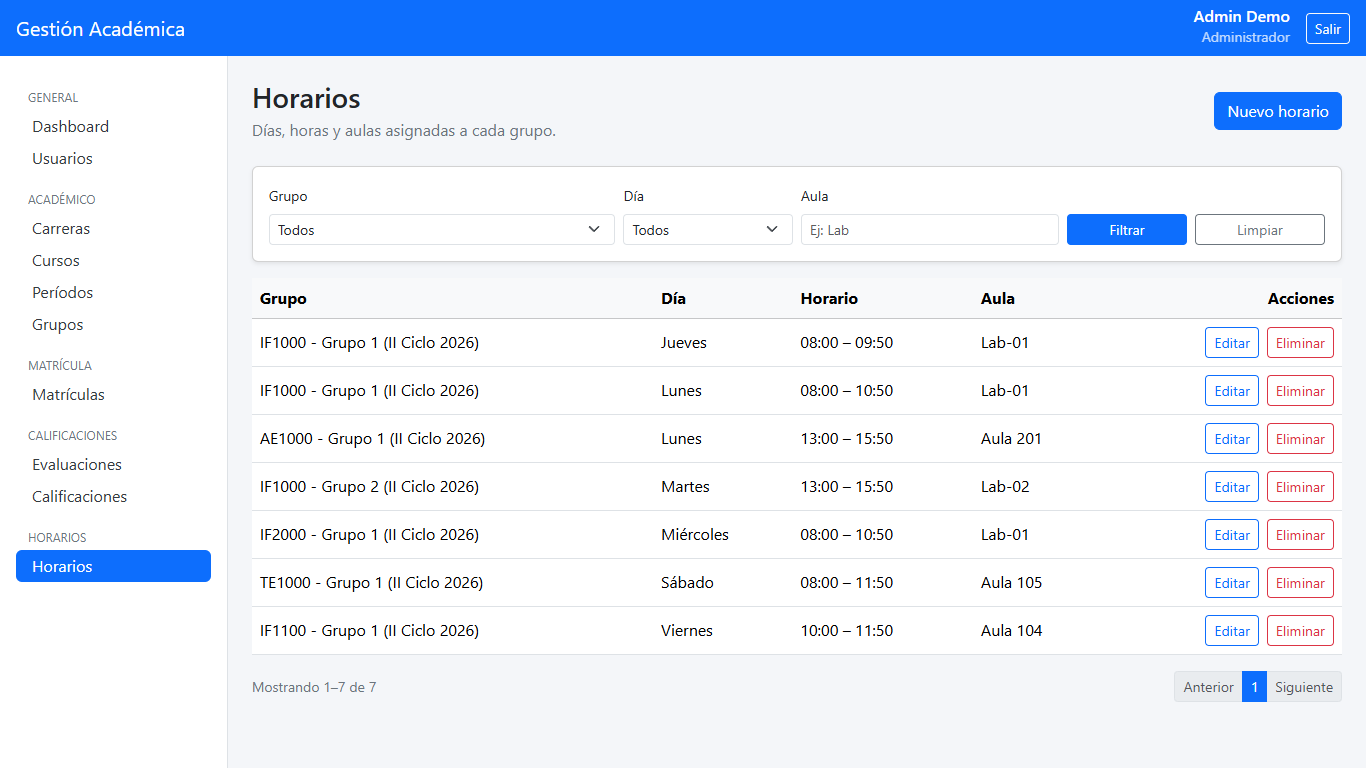 Gestión Académica
Admin Demo
Administrador
Salir
GENERAL
Dashboard
Usuarios
ACADÉMICO
Carreras
Cursos
Períodos
Grupos
MATRÍCULA
Matrículas
CALIFICACIONES
Evaluaciones
Calificaciones
HORARIOS
Horarios
Horarios
Días, horas y aulas asignadas a cada grupo.
Nuevo horario
Grupo Día Aula
Todos Todos Ej: Lab Filtrar Limpiar
Grupo Día Horario Aula Acciones
IF1000 - Grupo 1 (II Ciclo 2026) Jueves 08:00 – 09:50 Lab-01 Editar Eliminar
IF1000 - Grupo 1 (II Ciclo 2026) Lunes 08:00 – 10:50 Lab-01 Editar Eliminar
AE1000 - Grupo 1 (II Ciclo 2026) Lunes 13:00 – 15:50 Aula 201 Editar Eliminar
IF1000 - Grupo 2 (II Ciclo 2026) Martes 13:00 – 15:50 Lab-02 Editar Eliminar
IF2000 - Grupo 1 (II Ciclo 2026) Miércoles 08:00 – 10:50 Lab-01 Editar Eliminar
TE1000 - Grupo 1 (II Ciclo 2026) Sábado 08:00 – 11:50 Aula 105 Editar Eliminar
IF1100 - Grupo 1 (II Ciclo 2026) Viernes 10:00 – 11:50 Aula 104 Editar Eliminar
Mostrando 1–7 de 7
Anterior 1 Siguiente